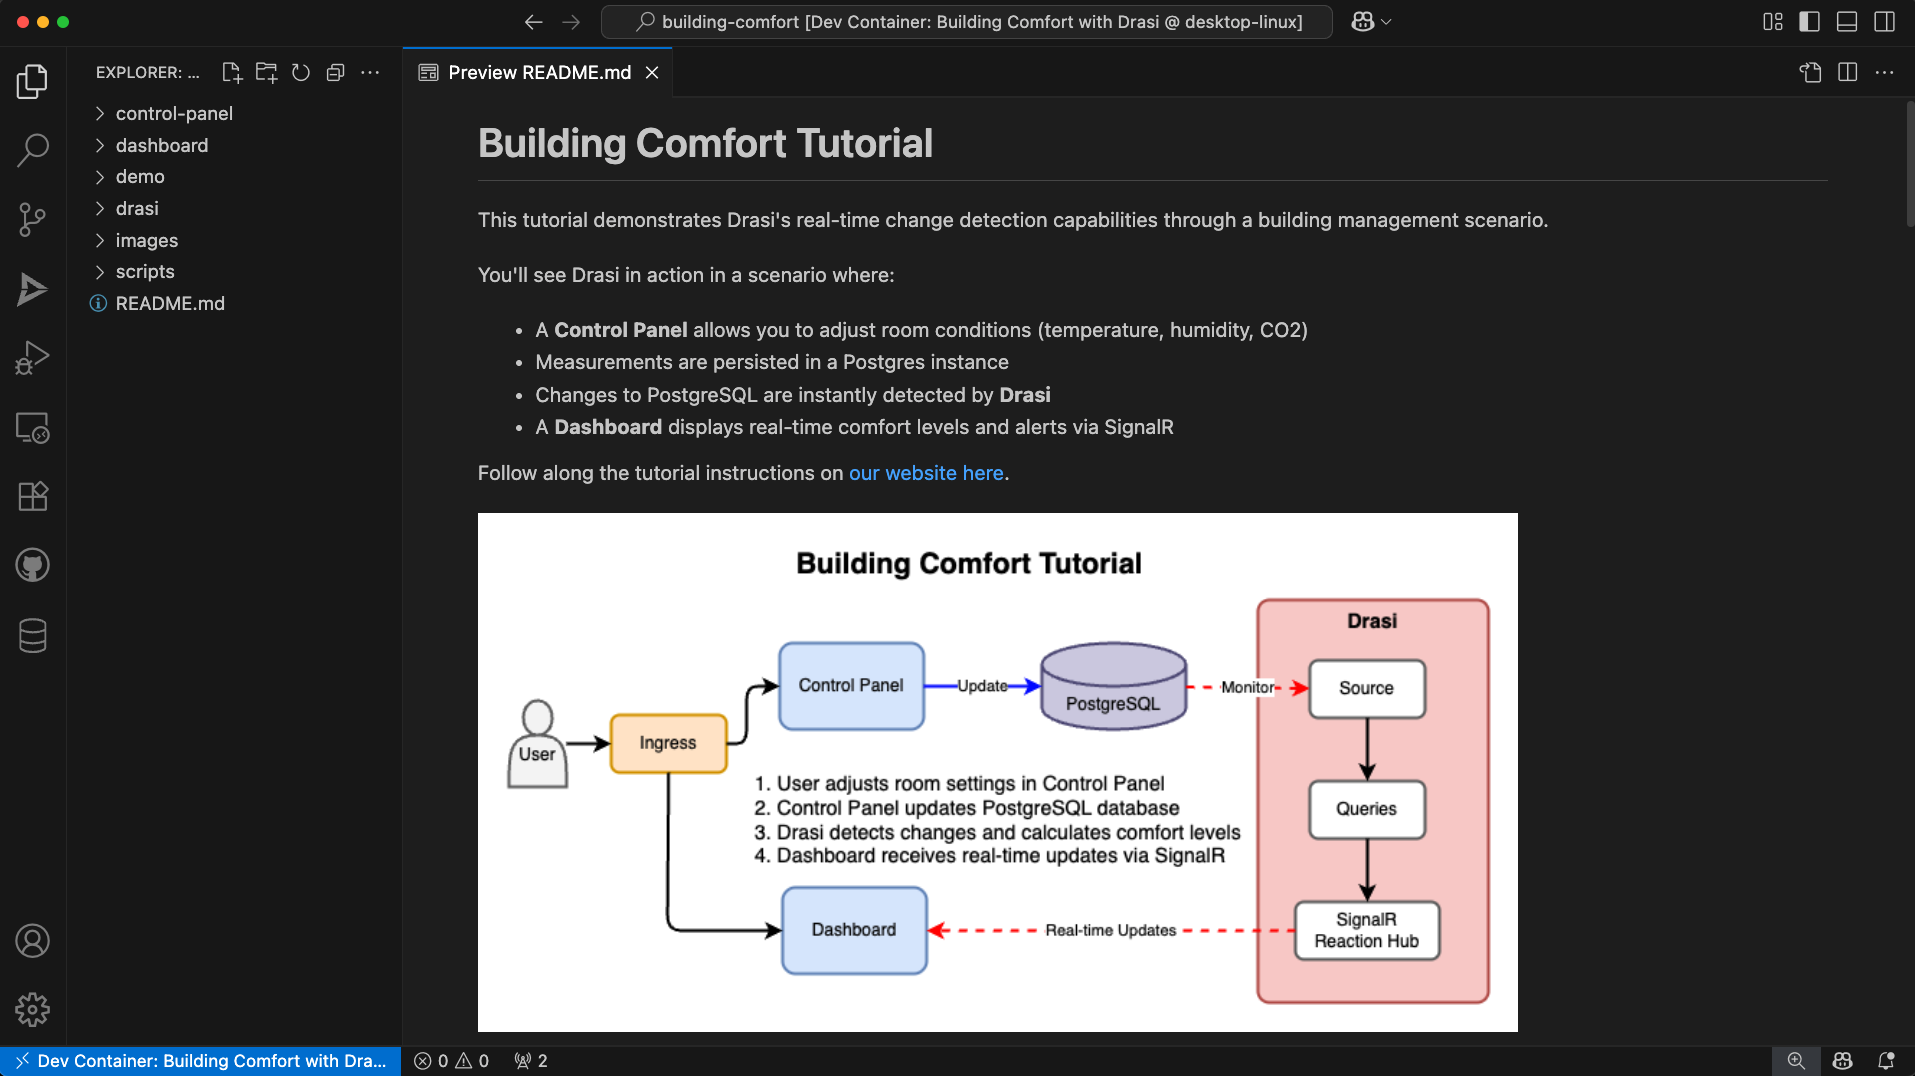 building-comfort [Dev Container: Building Comfort with Drasi @ desktop-linux]
EXPLORER: ...
Preview README.md
control-panel
dashboard
demo
drasi
images
scripts
README.md
Building Comfort Tutorial
This tutorial demonstrates Drasi's real-time change detection capabilities through a building management scenario.
You'll see Drasi in action in a scenario where:
• A Control Panel allows you to adjust room conditions (temperature, humidity, CO2)
• Measurements are persisted in a Postgres instance
• Changes to PostgreSQL are instantly detected by Drasi
• A Dashboard displays real-time comfort levels and alerts via SignalR
Follow along the tutorial instructions on our website here.
Building Comfort Tutorial
Drasi
Control Panel
Update
PostgreSQL
Monitor
Source
User
Ingress
1. User adjusts room settings in Control Panel
2. Control Panel updates PostgreSQL database
3. Drasi detects changes and calculates comfort levels
4. Dashboard receives real-time updates via SignalR
Queries
Dashboard
Real-time Updates
SignalR
Reaction Hub
Dev Container: Building Comfort with Dra... 0 0 2